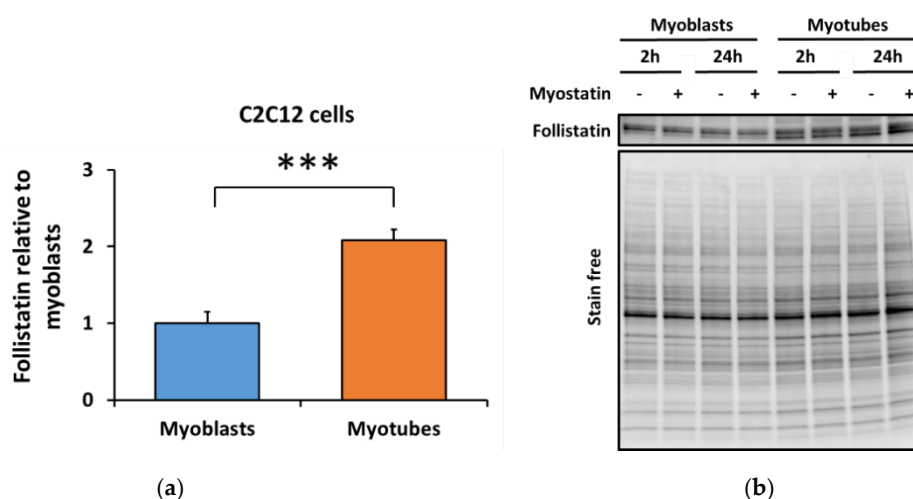 C2C12 cells
***
Follistatin relative to
myoblasts
3
2
1
0
Myoblasts
Myotubes
(a)
Myoblasts Myotubes
2h 24h 2h 24h
Myostatin - + - + - + - +
Follistatin
Stain free
(b)